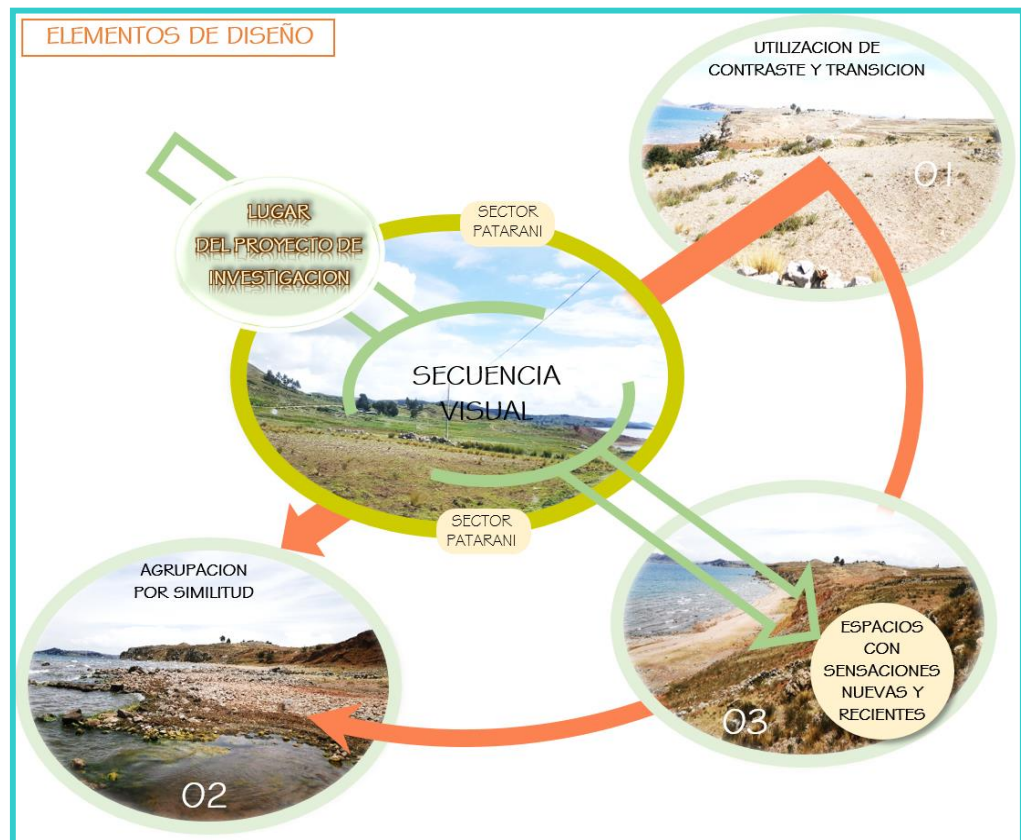 ELEMENTOS DE DISEÑO
UTILIZACION DE
CONTRASTE Y TRANSICION
01
LUGAR
DEL PROYECTO DE
INVESTIGACION
SECTOR
PATARANI
SECUENCIA
VISUAL
SECTOR
PATARANI
AGRUPACION
POR SIMILITUD
02
ESPACIOS
CON
SENSACIONES
NUEVAS Y
RECIENTES
03